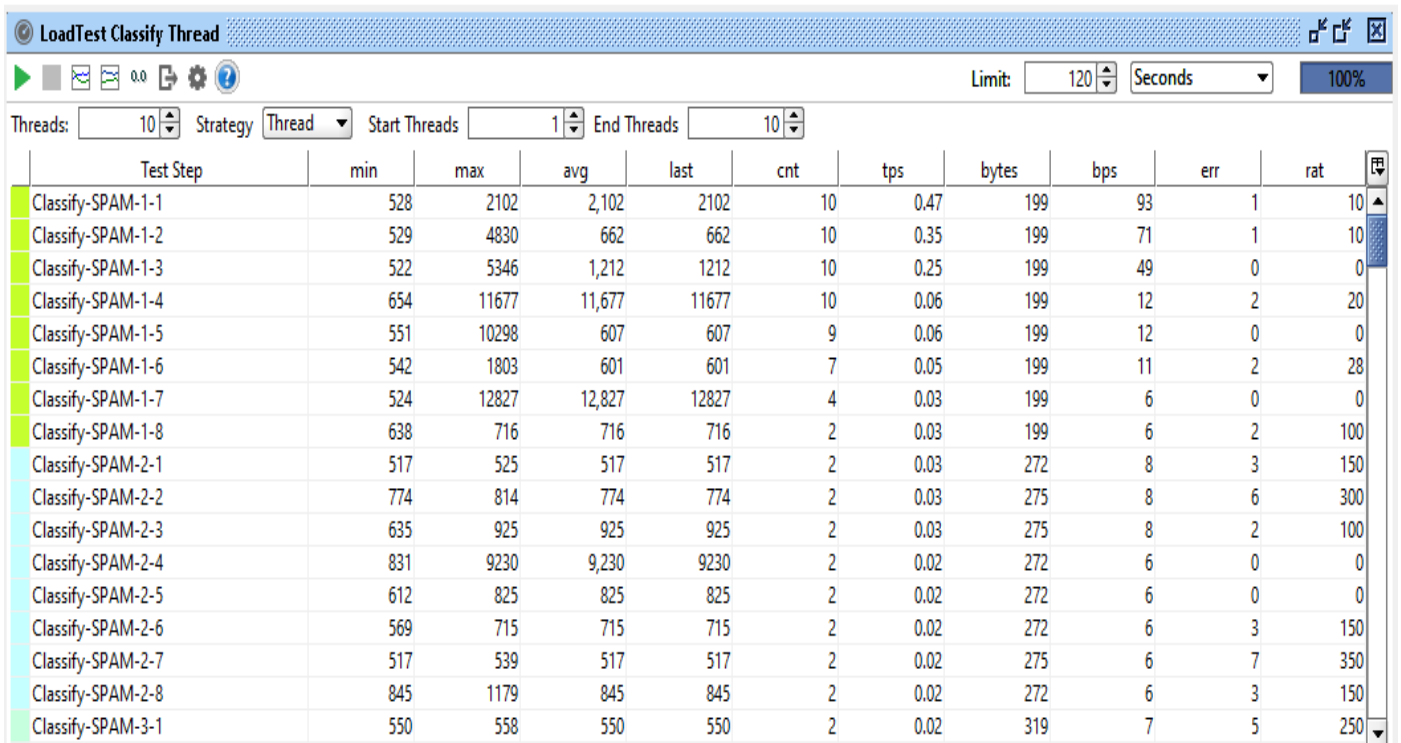 LoadTest Classify Thread
0.0 ? Limit: 120 Seconds 100%
Threads: 10 Strategy Thread Start Threads 1 End Threads 10
Test Step min max avg last cnt tps bytes bps err rat
Classify-SPAM-1-1 528 2102 2,102 2102 10 0.47 199 93 1 10
Classify-SPAM-1-2 529 4830 662 662 10 0.35 199 71 1 10
Classify-SPAM-1-3 522 5346 1,212 1212 10 0.25 199 49 0 0
Classify-SPAM-1-4 654 11677 11,677 11677 10 0.06 199 12 2 20
Classify-SPAM-1-5 551 10298 607 607 9 0.06 199 12 0 0
Classify-SPAM-1-6 542 1803 601 601 7 0.05 199 11 2 28
Classify-SPAM-1-7 524 12827 12,827 12827 4 0.03 199 6 0 0
Classify-SPAM-1-8 638 716 716 716 2 0.03 199 6 2 100
Classify-SPAM-2-1 517 525 517 517 2 0.03 272 8 3 150
Classify-SPAM-2-2 774 814 774 774 2 0.03 275 8 6 300
Classify-SPAM-2-3 635 925 925 925 2 0.03 275 8 2 100
Classify-SPAM-2-4 831 9230 9,230 9230 2 0.02 272 6 0 0
Classify-SPAM-2-5 612 825 825 825 2 0.02 272 6 0 0
Classify-SPAM-2-6 569 715 715 715 2 0.02 272 6 3 150
Classify-SPAM-2-7 517 539 517 517 2 0.02 275 6 7 350
Classify-SPAM-2-8 845 1179 845 845 2 0.02 272 6 3 150
Classify-SPAM-3-1 550 558 550 550 2 0.02 319 7 5 250